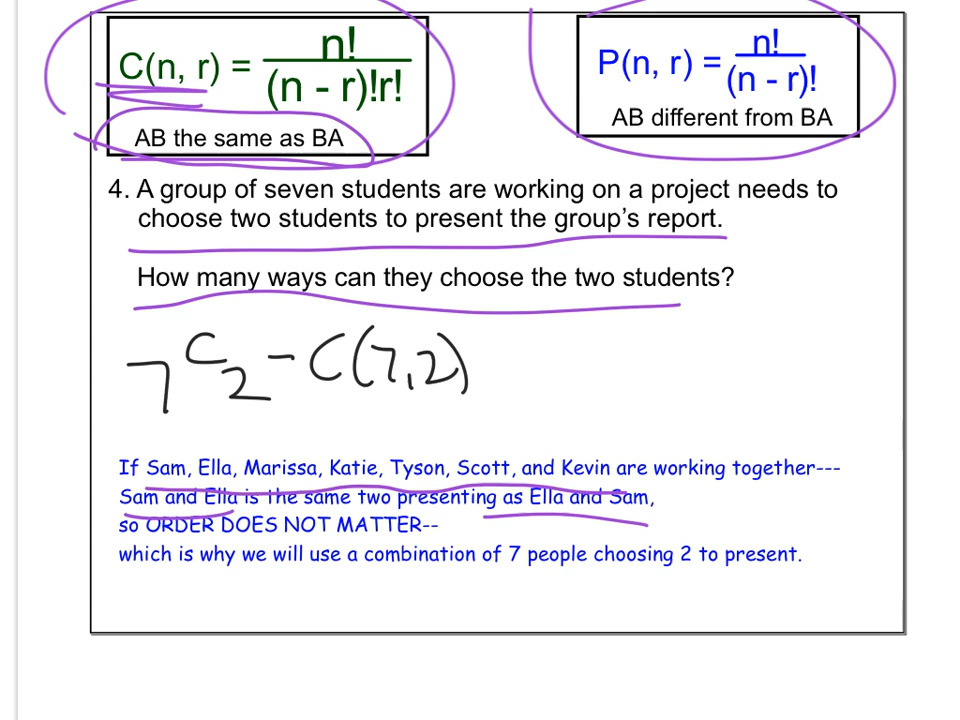 C(n, r) = n! / (n - r)!r!
AB the same as BA
P(n, r) = n! / (n - r)!
AB different from BA
4. A group of seven students are working on a project needs to
choose two students to present the group's report.
How many ways can they choose the two students?
7C2 - C(7,2)
If Sam, Ella, Marissa, Katie, Tyson, Scott, and Kevin are working together---
Sam and Ella is the same two presenting as Ella and Sam,
so ORDER DOES NOT MATTER--
which is why we will use a combination of 7 people choosing 2 to present.